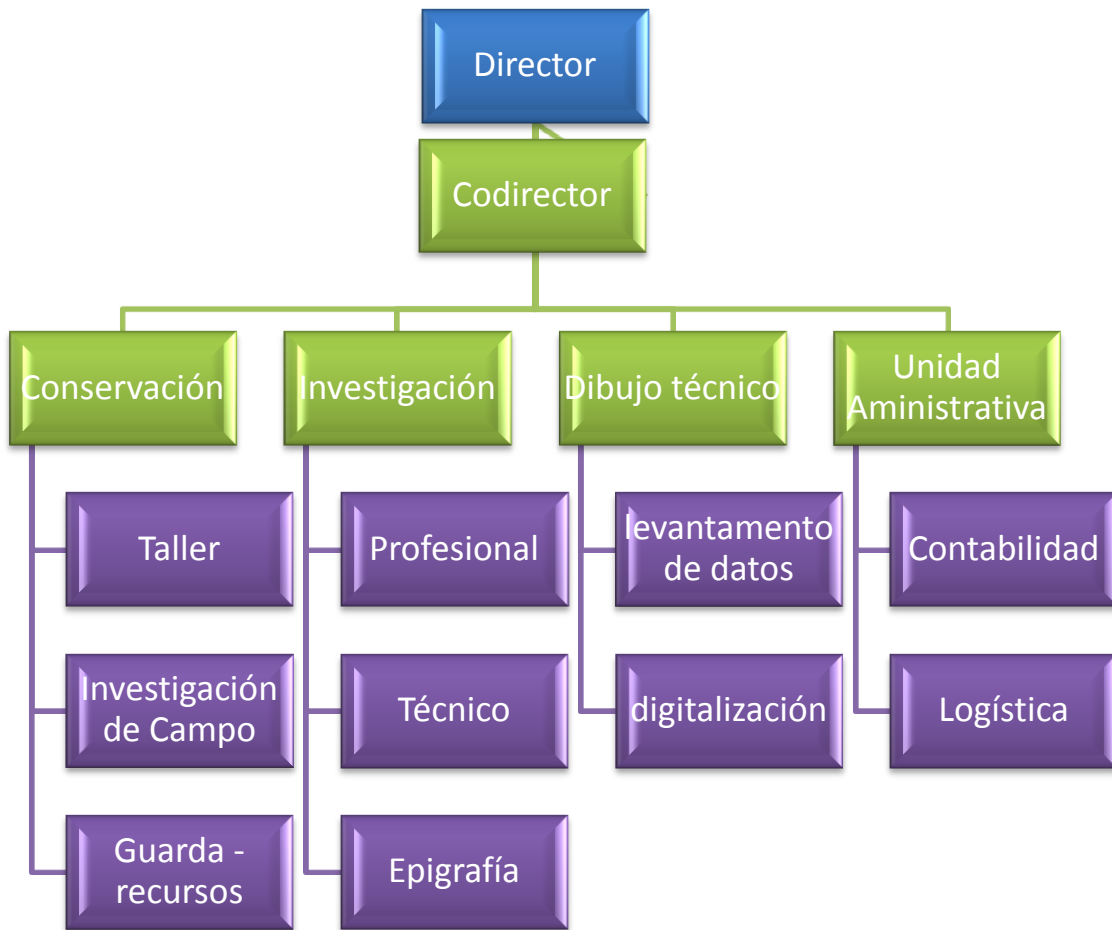 Director
Codirector
Conservación
Investigación
Dibujo técnico
Unidad
Aministrativa
Taller
Profesional
levantamento
de datos
Contabilidad
Investigación
de Campo
Técnico
digitalización
Logística
Guarda -
recursos
Epigrafía